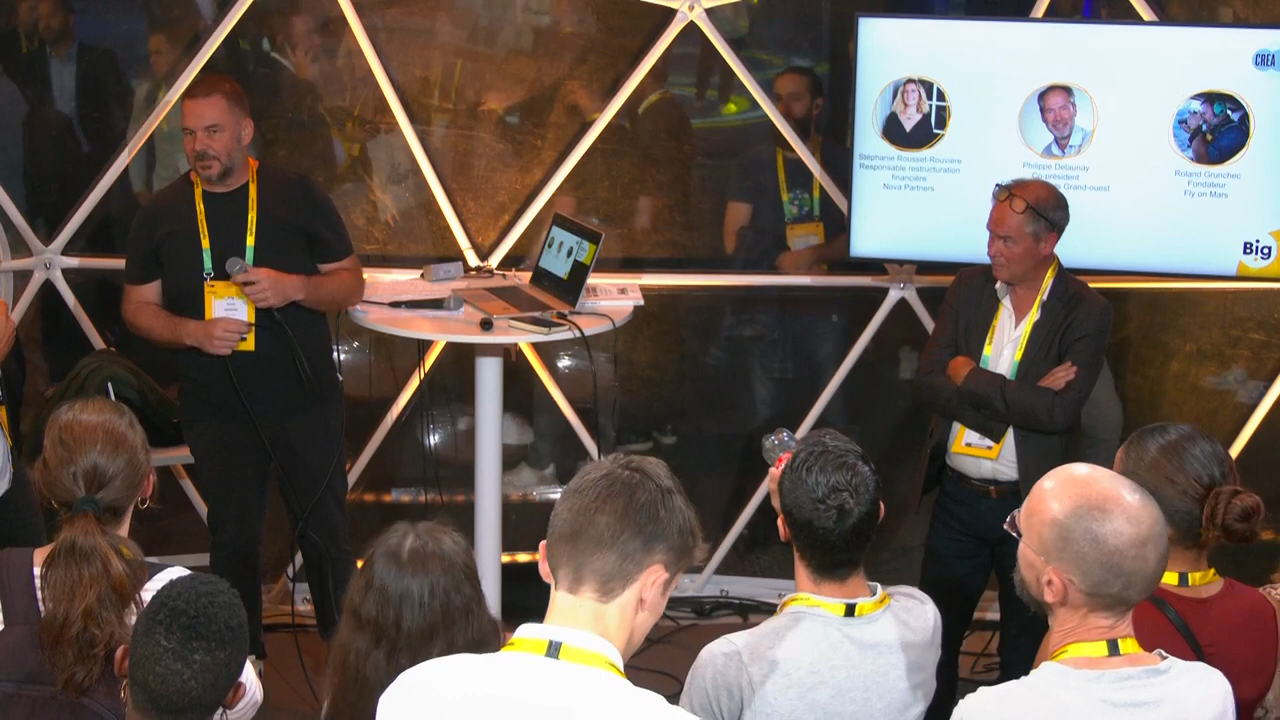 CREA
Stéphanie Rousset-Rouvière
Responsable restructuration
financière
Nova Partners
Philippe Delaunay
Co-président
Grand-ouest
Roland Grunchec
Fondateur
Fly on Mars
Big